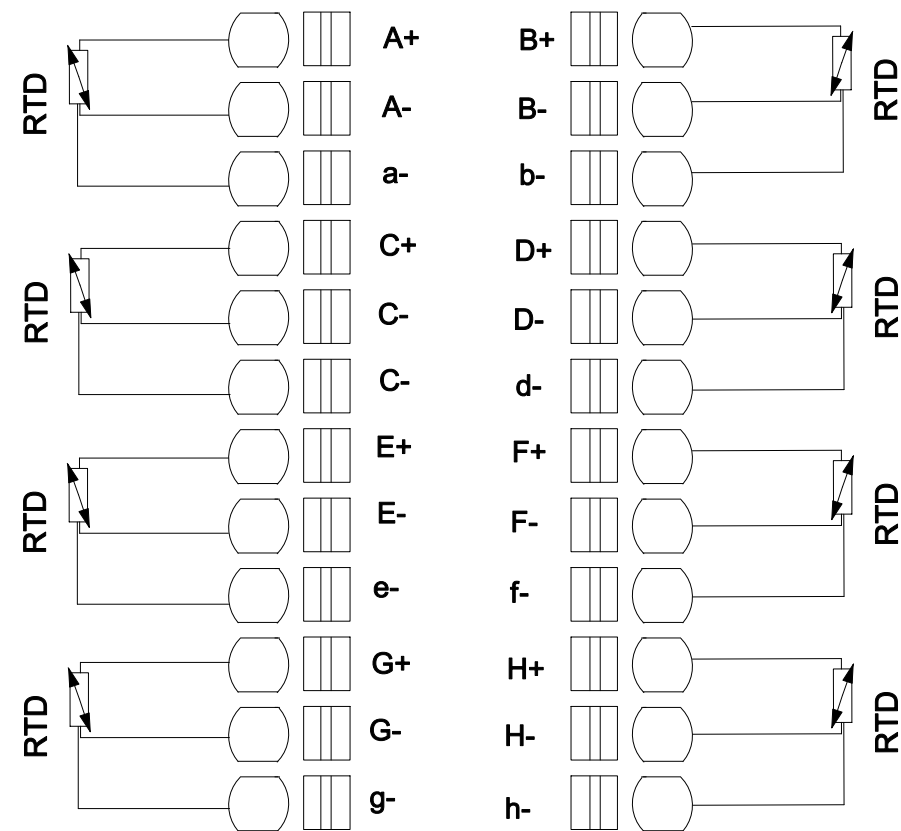 RTD
A+
A-
a-
B+
B-
b-
RTD
RTD
C+
C-
C-
D+
D-
d-
RTD
RTD
E+
E-
e-
F+
F-
f-
RTD
RTD
G+
G-
g-
H+
H-
h-
RTD